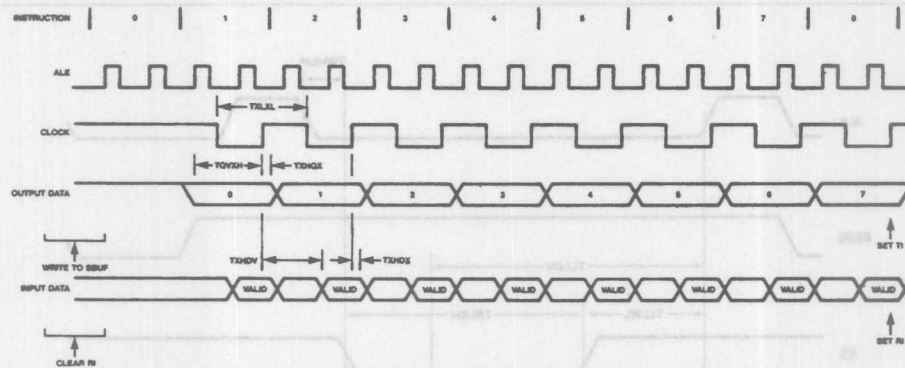 INSTRUCTION 0 1 2 3 4 5 6 7 8
ALE
TXLXL
CLOCK
TQVXH TXHQX
OUTPUT DATA 0 1 2 3 4 5 6 7
WRITE TO SBUF
SET TI
TXHDV TXHDX
INPUT DATA VALID VALID VALID VALID VALID VALID VALID VALID
CLEAR RI
SET RI